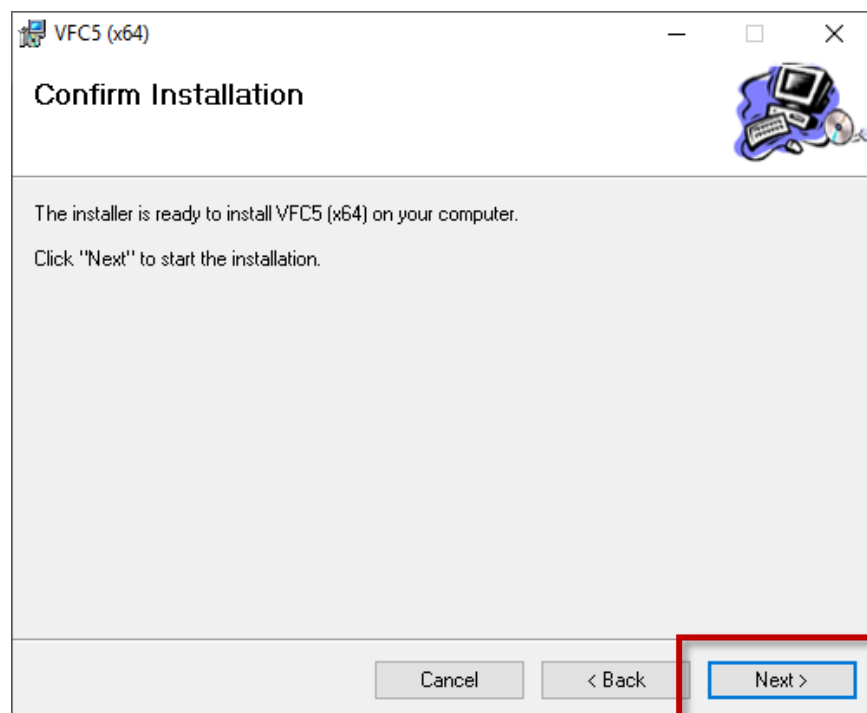 VFC5 (x64)
Confirm Installation
The installer is ready to install VFC5 (x64) on your computer.
Click "Next" to start the installation.
Cancel
< Back
Next >